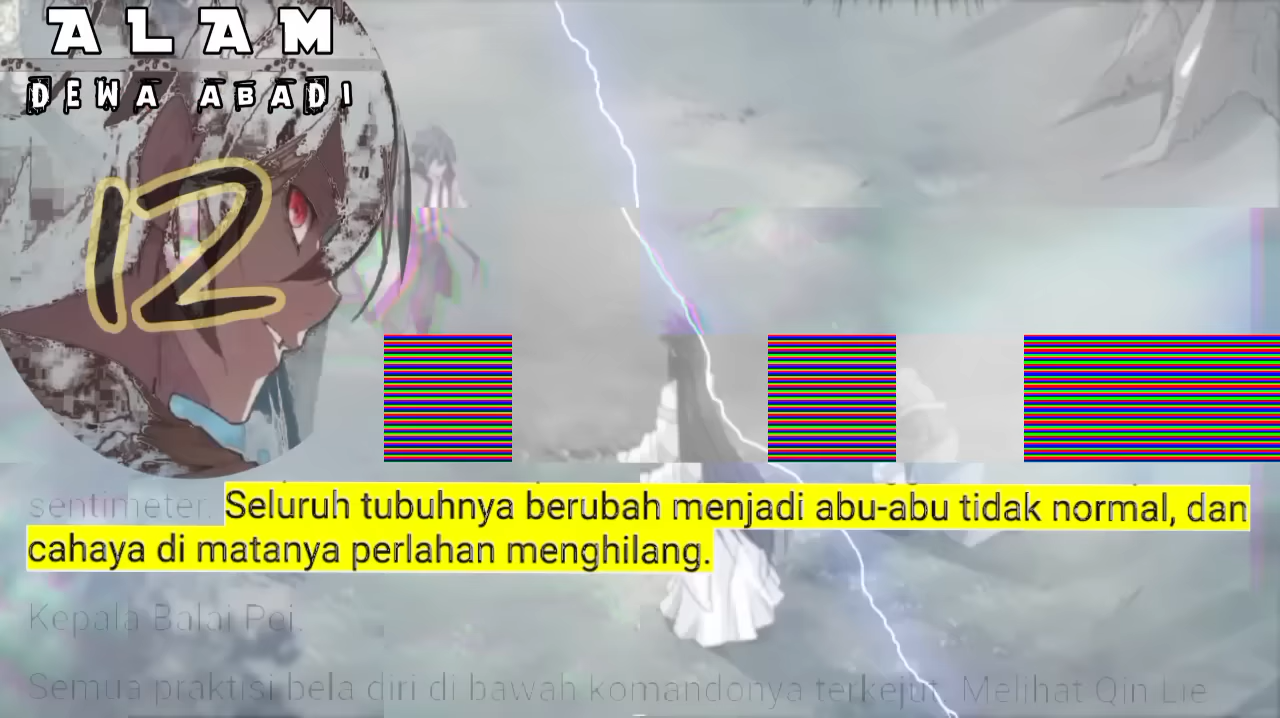 ALAM
DEWA ABADI
12
sentimeter. Seluruh tubuhnya berubah menjadi abu-abu tidak normal, dan
cahaya di matanya perlahan menghilang.
Kepala Balai Pei.
Semua praktisi bela diri di bawah komandonya terkejut. Melihat Qin Lie